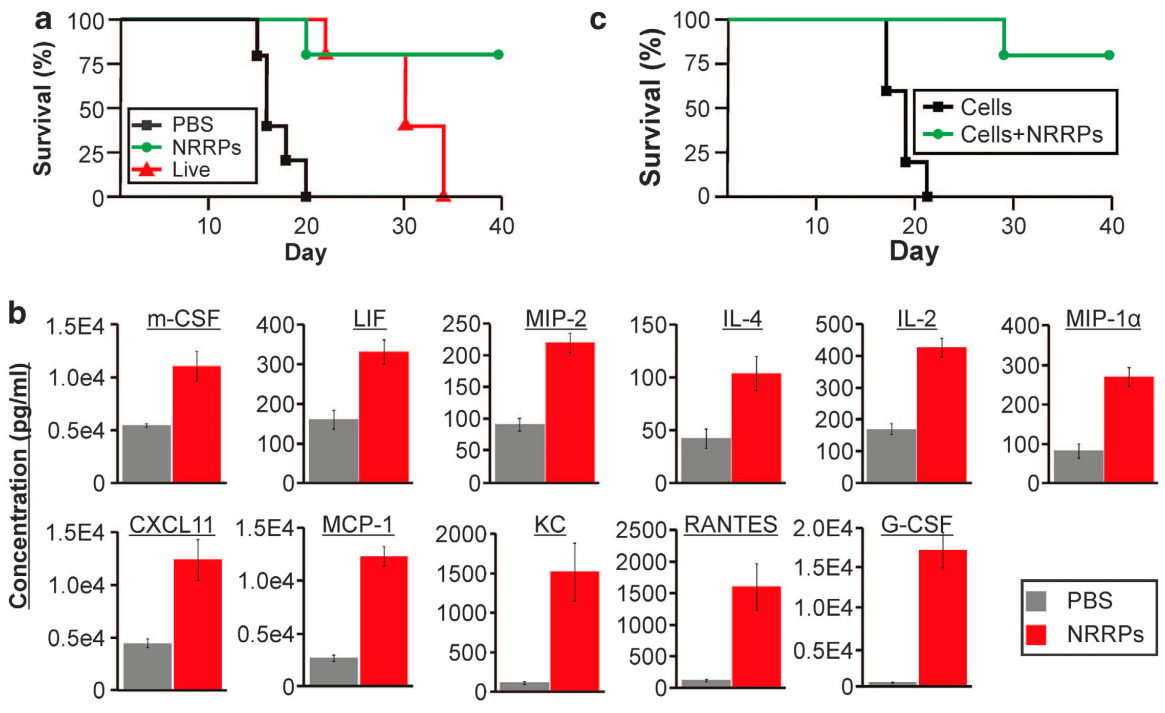 a
Survival (%)
100
75
50
25
0
PBS
NRRPs
Live
10
20
30
40
Day
c
Survival (%)
100
75
50
25
0
Cells
Cells+NRRPs
10
20
30
40
Day
b
Concentration (pg/ml)
m-CSF
1.5E4
1.0e4
0.5e4
0
LIF
400
300
200
100
0
MIP-2
250
200
150
100
50
0
IL-4
150
100
50
0
IL-2
500
400
300
200
100
0
MIP-1α
400
300
200
100
0
CXCL11
1.5E4
1.0e4
0.5e4
0
MCP-1
1.5E4
1.0e4
0.5e4
0
KC
2000
1500
1000
500
0
RANTES
2500
2000
1500
1000
500
0
G-CSF
2.0E4
1.5E4
1.0E4
0.5E4
0
PBS
NRRPs